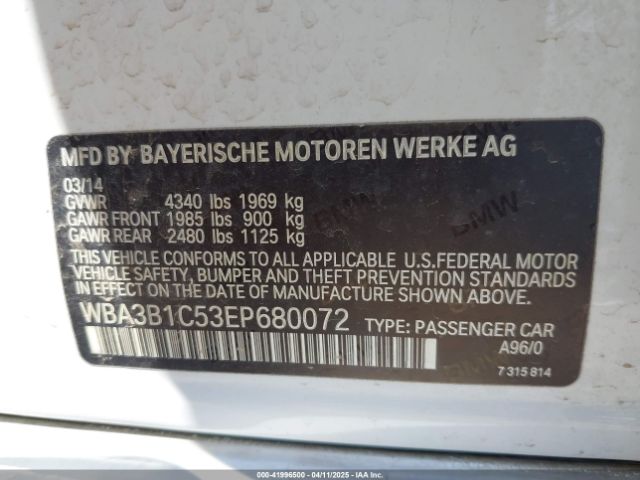 MFD BY BAYERISCHE MOTOREN WERKE AG
03/14
GVWR 4340 lbs 1969 kg
GAWR FRONT 1985 lbs 900 kg
GAWR REAR 2480 lbs 1125 kg
THIS VEHICLE CONFORMS TO ALL APPLICABLE U.S.FEDERAL MOTOR
VEHICLE SAFETY, BUMPER AND THEFT PREVENTION STANDARDS
IN EFFECT ON THE DATE OF MANUFACTURE SHOWN ABOVE.
WBA3B1C53EP680072 TYPE: PASSENGER CAR
A96/0
7 315 814
BMW
BMW
000-41996500 - 04/11/2025 - IAA Inc.